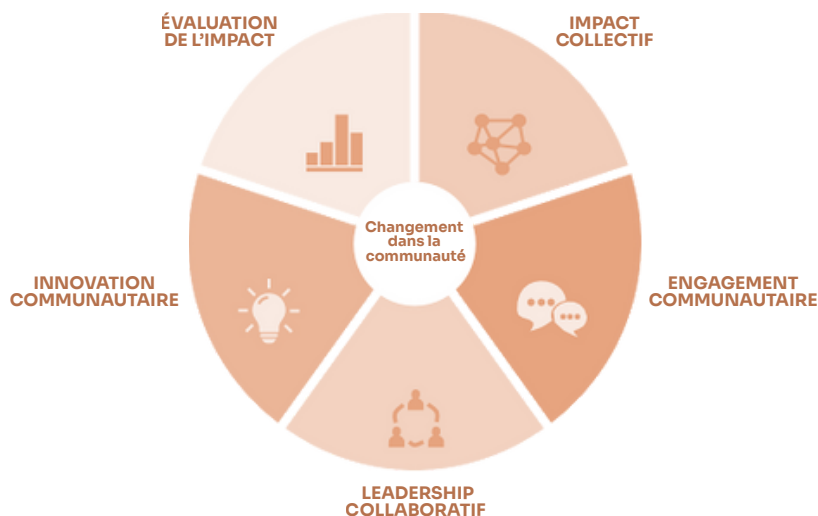 ÉVALUATION
DE L'IMPACT
IMPACT
COLLECTIF
Changement
dans la
communauté
INNOVATION
COMMUNAUTAIRE
ENGAGEMENT
COMMUNAUTAIRE
LEADERSHIP
COLLABORATIF